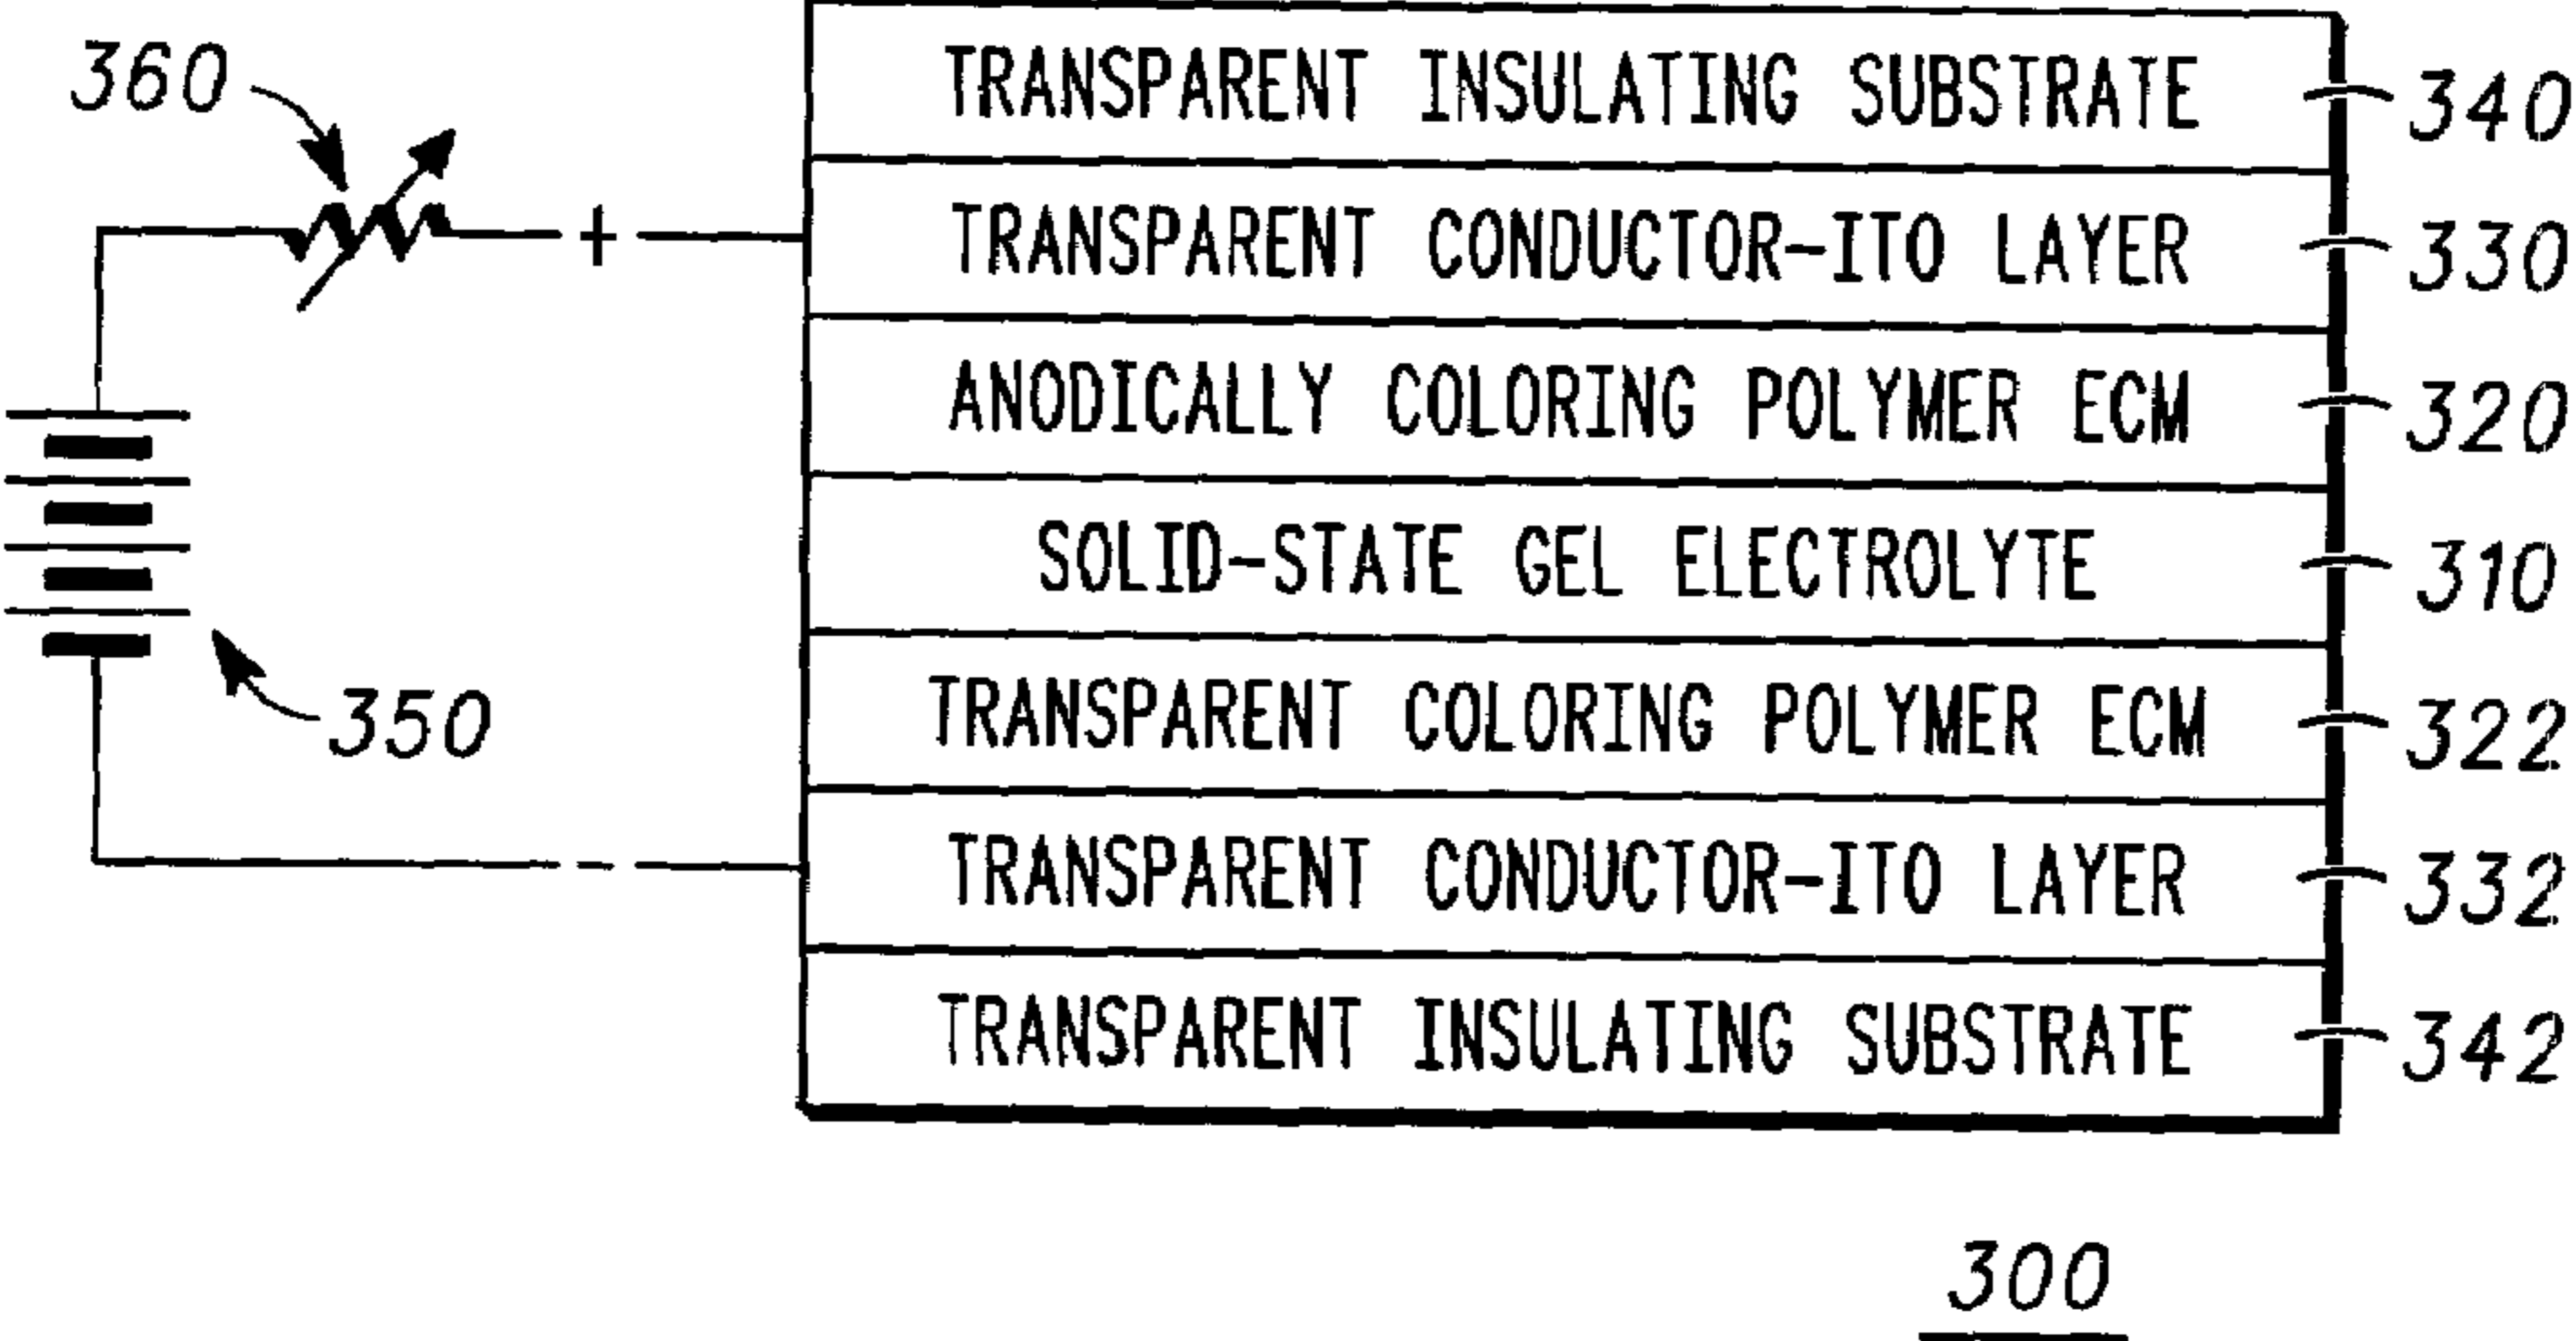 TRANSPARENT INSULATING SUBSTRATE 340
360
+
TRANSPARENT CONDUCTOR-ITO LAYER 330
ANODICALLY COLORING POLYMER ECM 320
SOLID-STATE GEL ELECTROLYTE 310
350
TRANSPARENT COLORING POLYMER ECM 322
–
TRANSPARENT CONDUCTOR-ITO LAYER 332
TRANSPARENT INSULATING SUBSTRATE 342
300